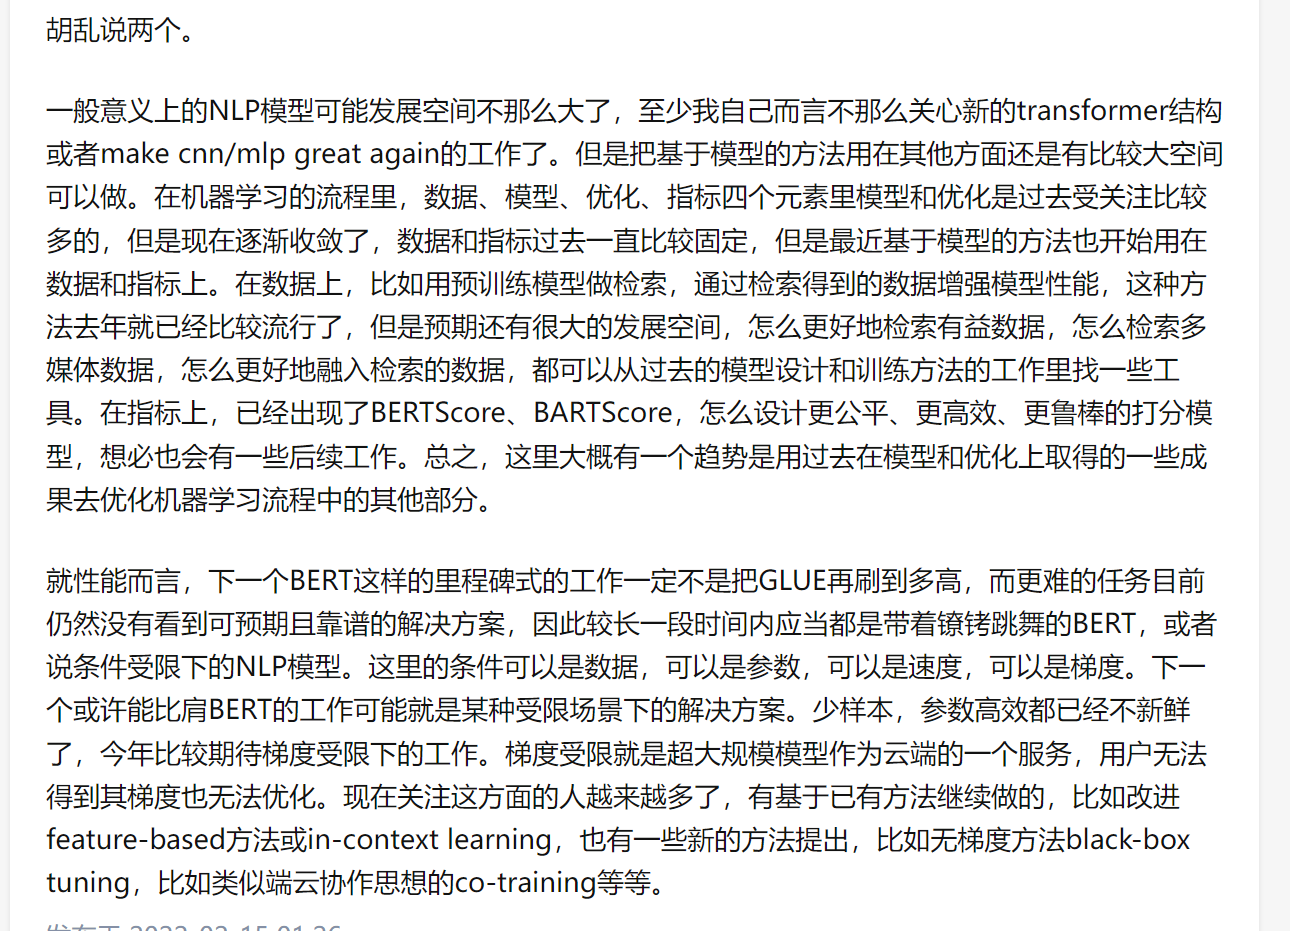 胡乱说两个。
一般意义上的NLP模型可能发展空间不那么大了，至少我自己而言不那么关心新的transformer结构
或者make cnn/mlp great again的工作了。但是把基于模型的方法用在其他方面还是有比较大空间
可以做。在机器学习的流程里，数据、模型、优化、指标四个元素里模型和优化是过去受关注比较
多的，但是现在逐渐收敛了，数据和指标过去一直比较固定，但是最近基于模型的方法也开始用在
数据和指标上。在数据上，比如用预训练模型做检索，通过检索得到的数据增强模型性能，这种方
法去年就已经比较流行了，但是预期还有很大的发展空间，怎么更好地检索有益数据，怎么检索多
媒体数据，怎么更好地融入检索的数据，都可以从过去的模型设计和训练方法的工作里找一些工
具。在指标上，已经出现了BERTScore、BARTScore，怎么设计更公平、更高效、更鲁棒的打分模
型，想必也会有一些后续工作。总之，这里大概有一个趋势是用过去在模型和优化上取得的一些成
果去优化机器学习流程中的其他部分。
就性能而言，下一个BERT这样的里程碑式的工作一定不是把GLUE再刷到多高，而更难的任务目前
仍然没有看到可预期且靠谱的解决方案，因此较长一段时间内应当都是带着镣铐跳舞的BERT，或者
说条件受限下的NLP模型。这里的条件可以是数据，可以是参数，可以是速度，可以是梯度。下一
个或许能比肩BERT的工作可能就是某种受限场景下的解决方案。少样本，参数高效都已经不新鲜
了，今年比较期待梯度受限下的工作。梯度受限就是超大规模模型作为云端的一个服务，用户无法
得到其梯度也无法优化。现在关注这方面的人越来越多了，有基于已有方法继续做的，比如改进
feature-based方法或in-context learning，也有一些新的方法提出，比如无梯度方法black-box
tuning，比如类似端云协作思想的co-training等等。